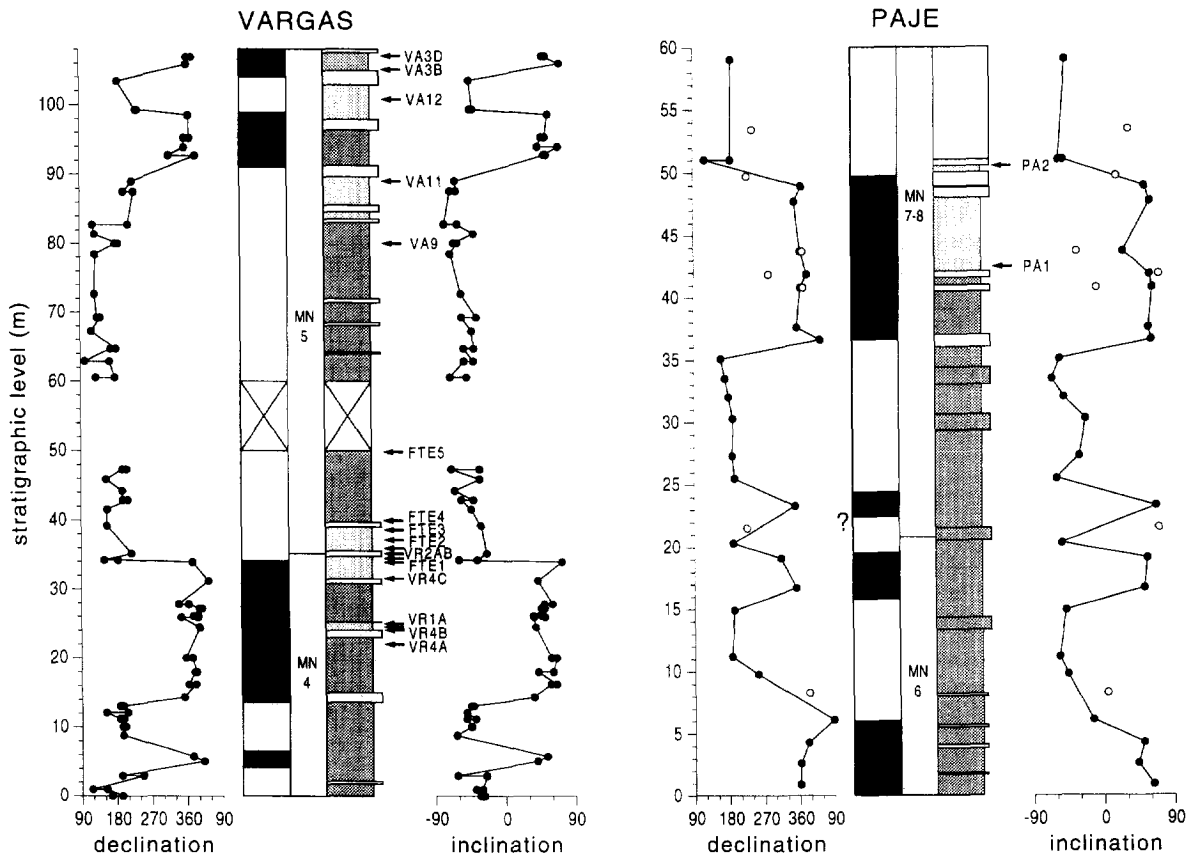 VARGAS
PAJE
stratigraphic level (m)
100
90
80
70
60
50
40
30
20
10
0
90 180 270 360 90
declination
MN
5
MN
4
VA3D
VA3B
VA12
VA11
VA9
FTE5
FTE4
FTE3
FTE2
VR2AB
FTE1
VR4C
VR1A
VR4B
VR4A
-90 0 90
inclination
60
55
50
45
40
35
30
25
20
15
10
5
0
90 180 270 360 90
declination
?
MN
7-8
MN
6
PA2
PA1
-90 0 90
inclination